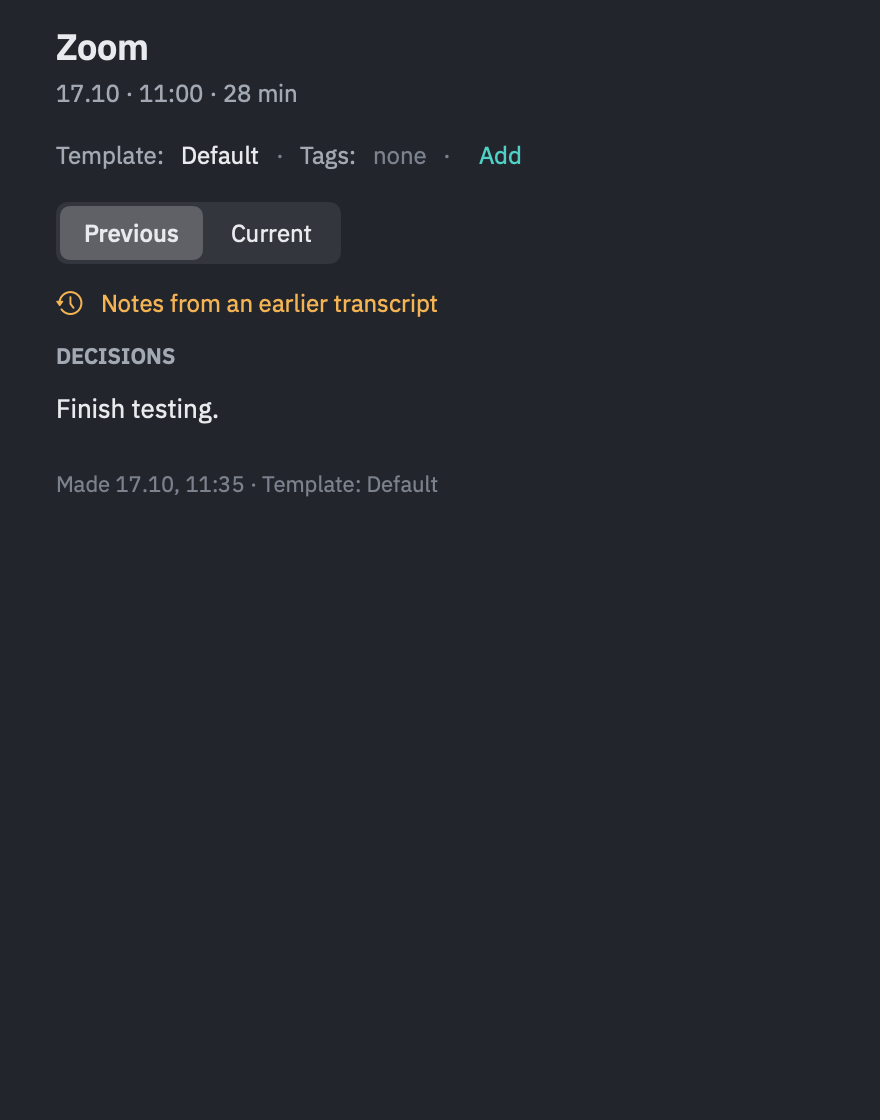 Zoom
17.10 · 11:00 · 28 min
Template: Default · Tags: none · Add
Previous Current
Notes from an earlier transcript
DECISIONS
Finish testing.
Made 17.10, 11:35 · Template: Default